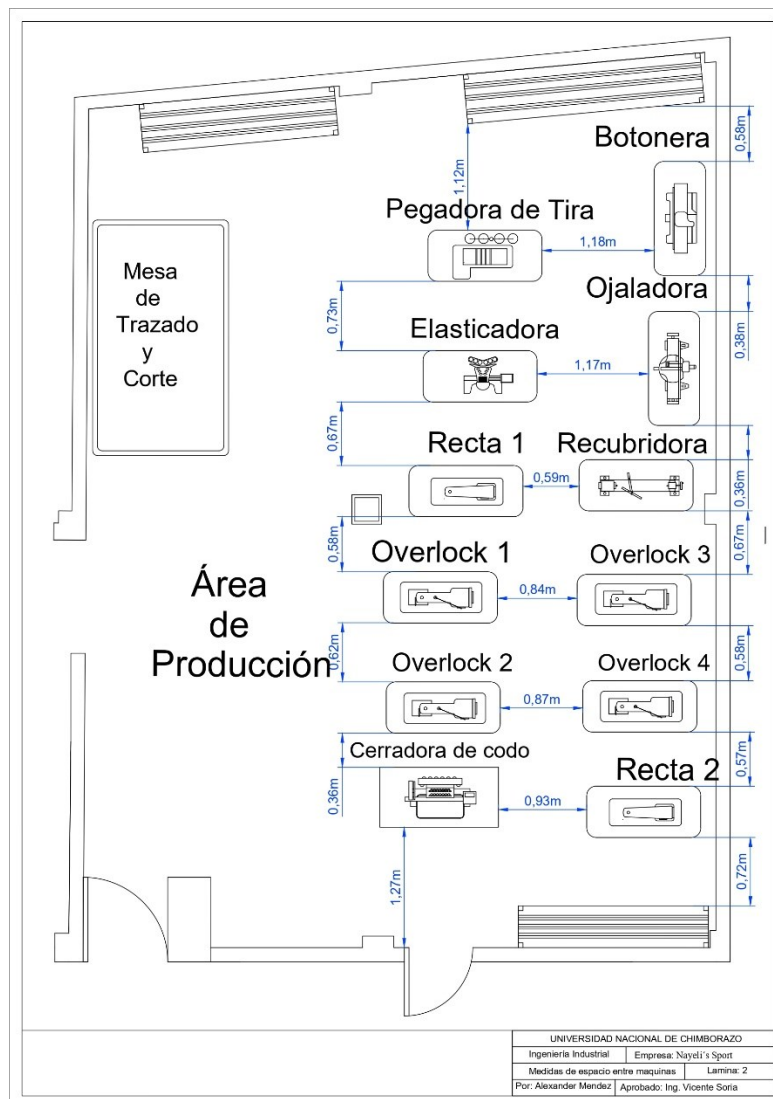 0,58m
Botonera
1,12m
Pegadora de Tira
1,18m
Mesa
de
Trazado
y
Corte
Ojaladora
0,73m
0,38m
Elasticadora
1,17m
0,67m
Recta 1
Recubridora
0,59m
0,36m
0,58m
0,67m
Overlock 1
Overlock 3
0,84m
Área
de
Producción
0,62m
0,58m
Overlock 2
Overlock 4
0,87m
Cerradora de codo
0,57m
Recta 2
0,36m
0,93m
0,72m
1,27m
UNIVERSIDAD NACIONAL DE CHIMBORAZO
Ingenieria Industrial
Empresa: Nayeli´s Sport
Medidas de espacio entre maquinas
Lamina: 2
Por: Alexander Mendez
Aprobado: Ing. Vicente Soria